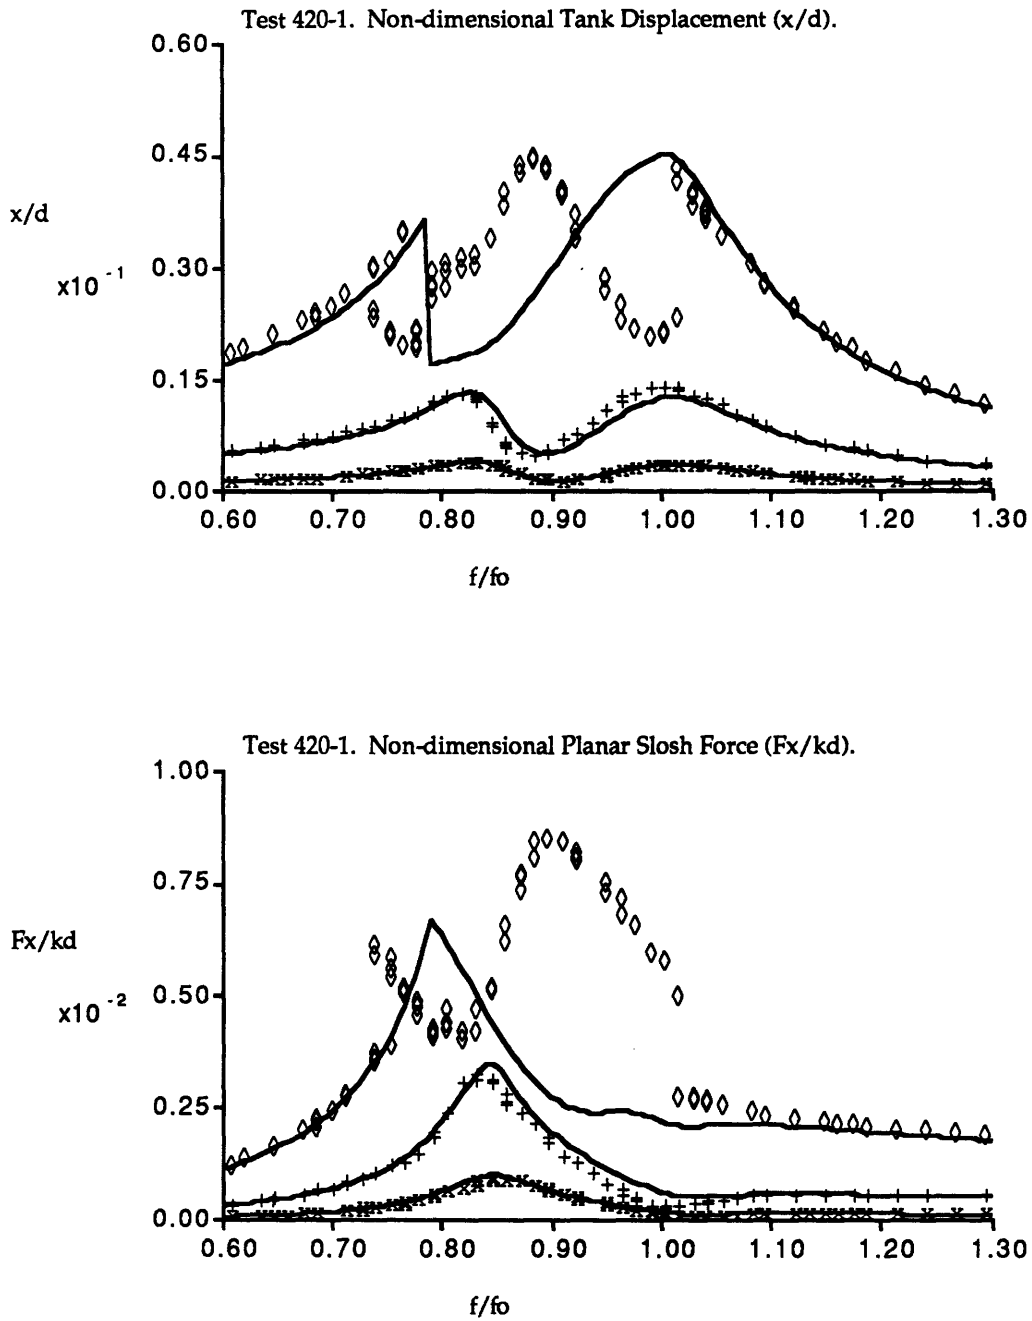 Test 420-1. Non-dimensional Tank Displacement (x/d).
0.60
0.45
x/d
0.30
x10 -1
0.15
0.00
0.60 0.70 0.80 0.90 1.00 1.10 1.20 1.30
f/fo
Test 420-1. Non-dimensional Planar Slosh Force (Fx/kd).
1.00
0.75
Fx/kd
0.50
x10 -2
0.25
0.00
0.60 0.70 0.80 0.90 1.00 1.10 1.20 1.30
f/fo